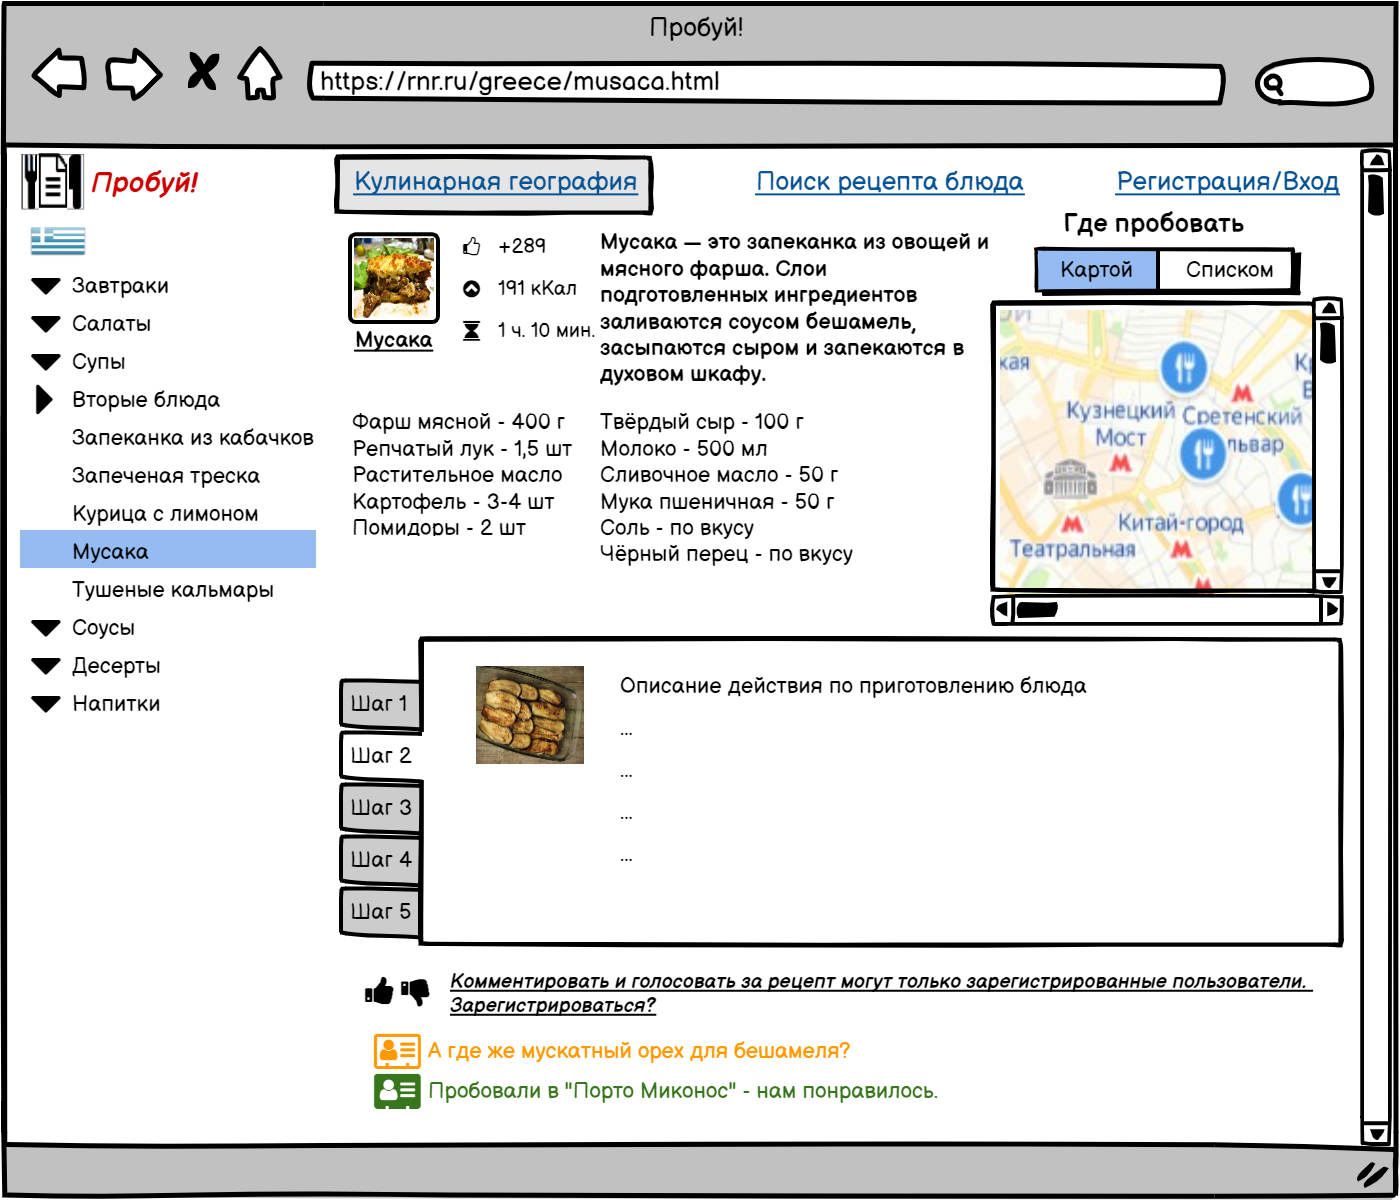 Пробуй!
https://rnr.ru/greece/musaca.html
Пробуй!
Кулинарная география
Поиск рецепта блюда
Регистрация/Вход
Завтраки
Салаты
Супы
Вторые блюда
Запеканка из кабачков
Запеченая треска
Курица с лимоном
Мусака
Тушеные кальмары
Соусы
Десерты
Напитки
+289
191 кКал
1 ч. 10 мин.
Мусака
Мусака — это запеканка из овощей и
мясного фарша. Слои
подготовленных ингредиентов
заливаются соусом бешамель,
засыпаются сыром и запекаются в
духовом шкафу.
Фарш мясной - 400 г
Репчатый лук - 1,5 шт
Растительное масло
Картофель - 3-4 шт
Помидоры - 2 шт
Твёрдый сыр - 100 г
Молоко - 500 мл
Сливочное масло - 50 г
Мука пшеничная - 50 г
Соль - по вкусу
Чёрный перец - по вкусу
Где пробовать
Картой
Списком
кая
Кузнецкий
Мост
Сретенский
львар
Китай-город
Театральная
Шаг 1
Шаг 2
Шаг 3
Шаг 4
Шаг 5
Описание действия по приготовлению блюда
...
...
...
...
Комментировать и голосовать за рецепт могут только зарегистрированные пользователи.
Зарегистрироваться?
А где же мускатный орех для бешамеля?
Пробовали в "Порто Миконос" - нам понравилось.